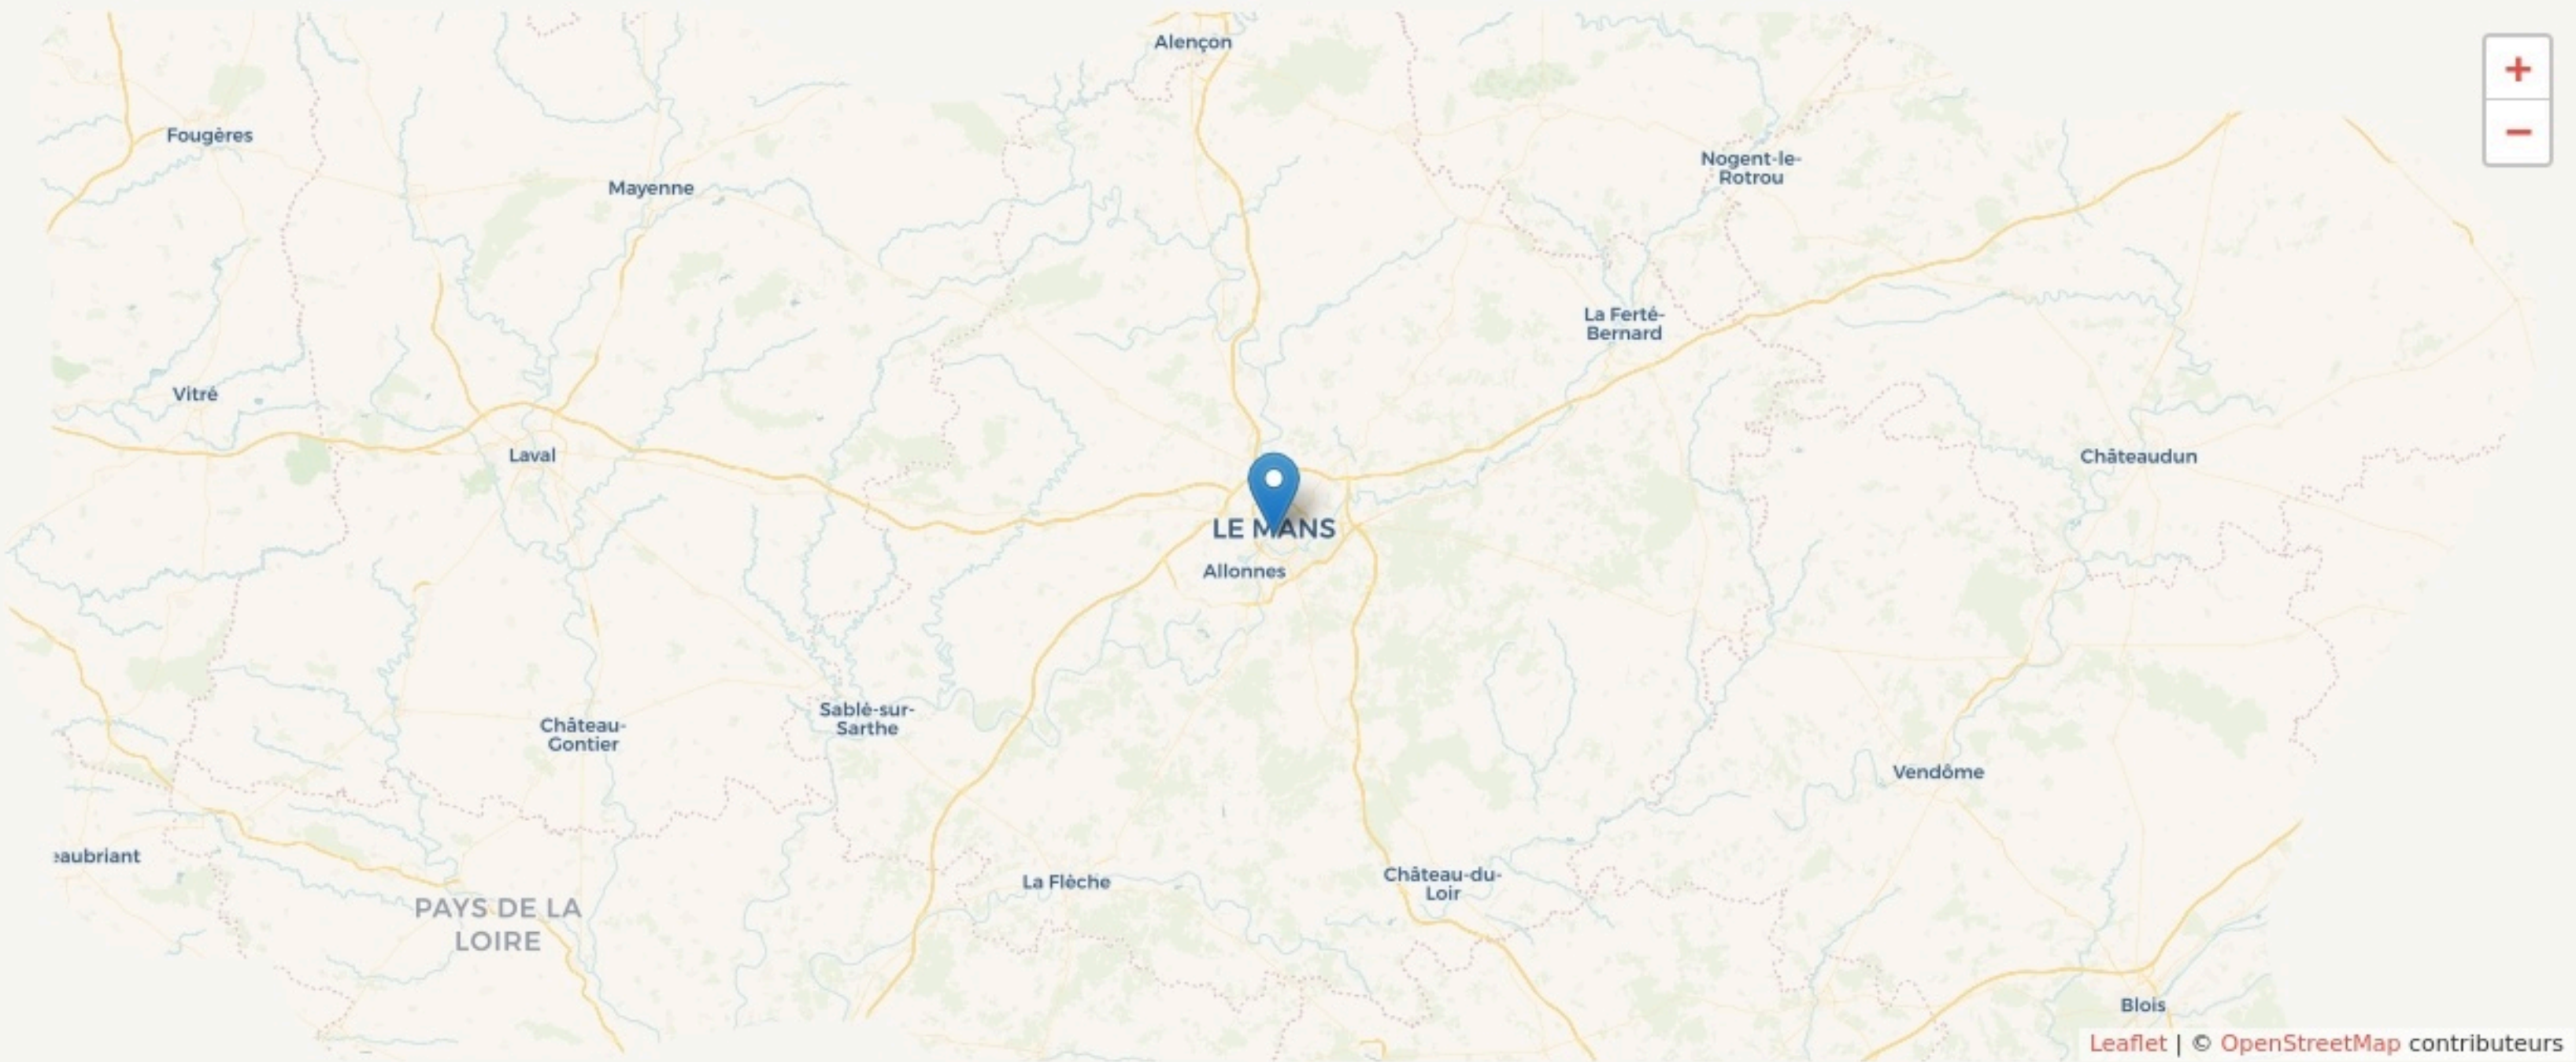 Alençon
+
−
Fougères
Nogent-le-
Rotrou
Mayenne
La Ferté-
Bernard
Vitré
Laval
Châteaudun
LE MANS
Allonnes
Sablé-sur-
Sarthe
Château-
Gontier
Vendôme
eaubriant
La Flèche
Château-du-
Loir
PAYS DE LA
LOIRE
Blois
Leaflet | © OpenStreetMap contributeurs